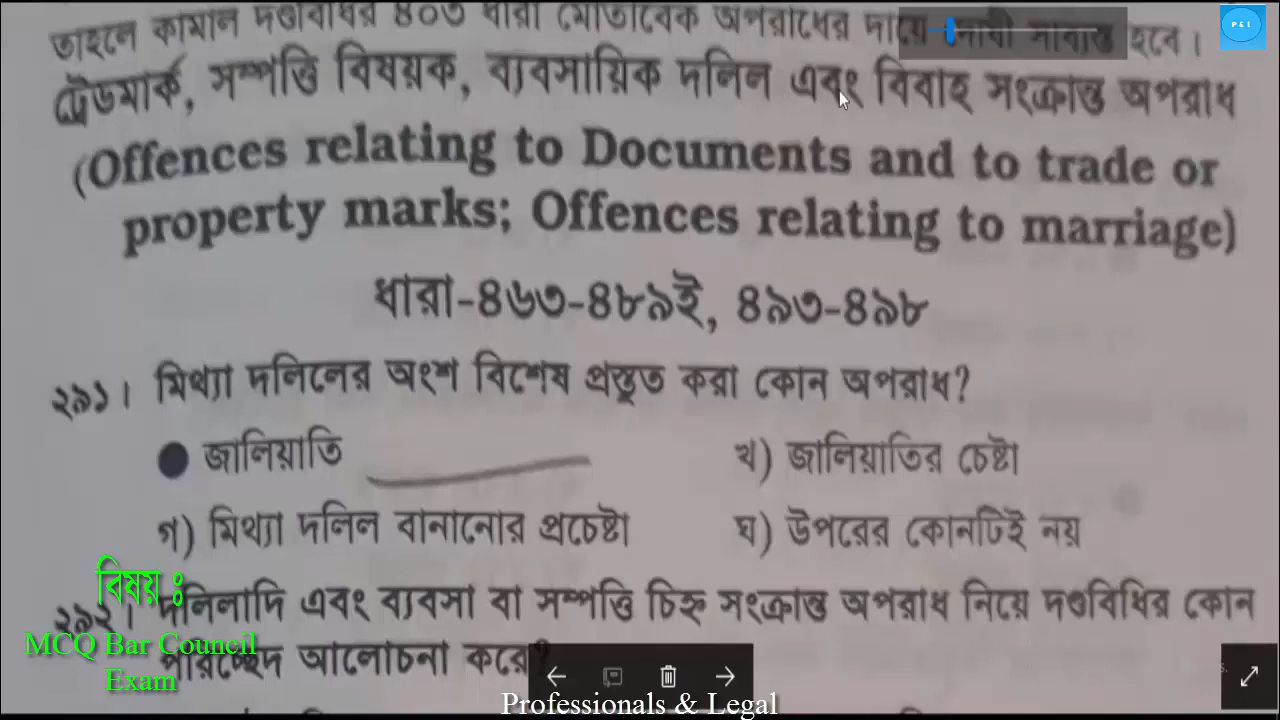 তাহলে কামাল দণ্ডবিধির ৪০৩ ধারা মোতাবেক অপরাধের দায়ে দোষী সাব্যস্ত হবে।
PEL
ট্রেডমার্ক, সম্পত্তি বিষয়ক, ব্যবসায়িক দলিল এবং বিবাহ সংক্রান্ত অপরাধ
(Offences relating to Documents and to trade or
property marks; Offences relating to marriage)
ধারা-৪৬৩-৪৮৯ই, ৪৯৩-৪৯৮
২৯১। মিথ্যা দলিলের অংশ বিশেষ প্রস্তুত করা কোন অপরাধ?
জালিয়াতি খ) জালিয়াতির চেষ্টা
গ) মিথ্যা দলিল বানানোর প্রচেষ্টা ঘ) উপরের কোনটিই নয়
বিষয়ঃ
২৯২। দলিলাদি এবং ব্যবসা বা সম্পত্তি চিহ্ন সংক্রান্ত অপরাধ নিয়ে দণ্ডবিধির কোন
MCQ Bar Council
পরিচ্ছেদ আলোচনা করে?
Exam
Professionals & Legal